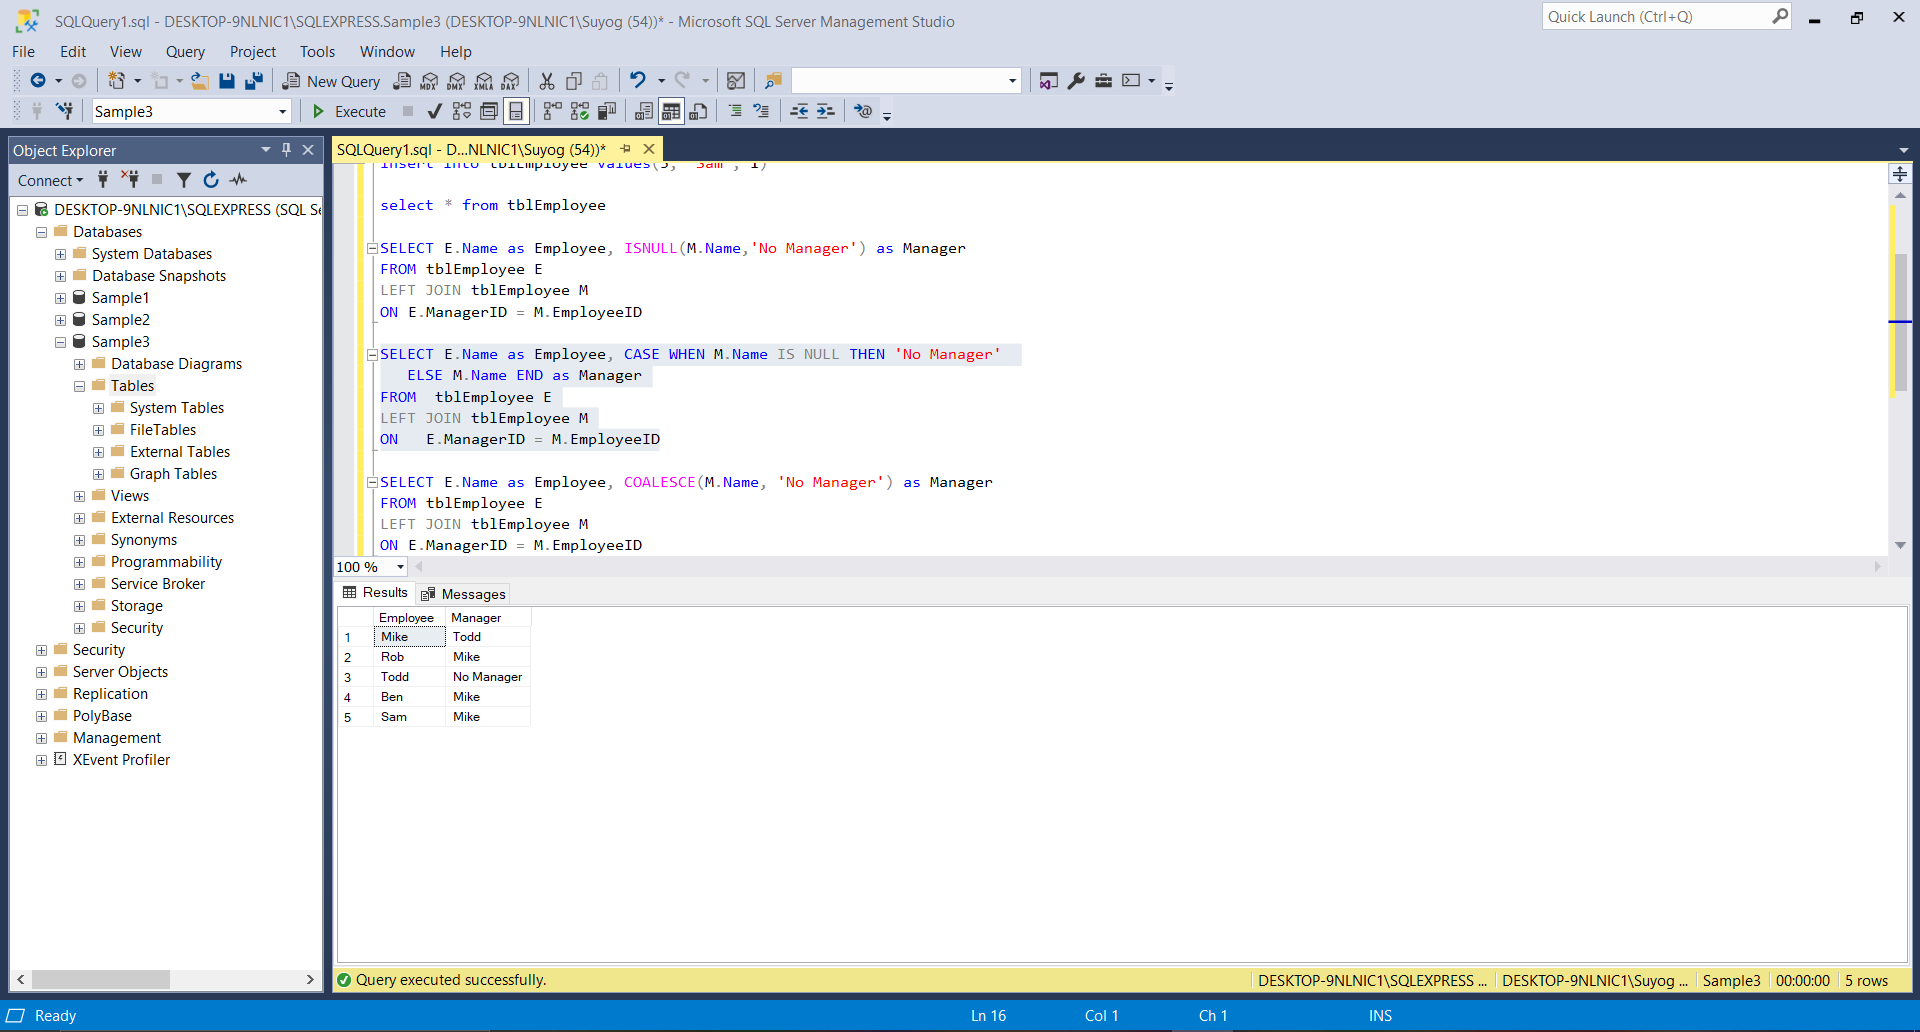 SQLQuery1.sql - DESKTOP-9NLNIC1\SQLEXPRESS.Sample3 (DESKTOP-9NLNIC1\Suyog (54))* - Microsoft SQL Server Management Studio
Quick Launch (Ctrl+Q)
File Edit View Query Project Tools Window Help
New Query MDX DMX XMLA DAX
Sample3 Execute
Object Explorer
Connect
DESKTOP-9NLNIC1\SQLEXPRESS (SQL Se
Databases
System Databases
Database Snapshots
Sample1
Sample2
Sample3
Database Diagrams
Tables
System Tables
FileTables
External Tables
Graph Tables
Views
External Resources
Synonyms
Programmability
Service Broker
Storage
Security
Security
Server Objects
Replication
PolyBase
Management
XEvent Profiler
SQLQuery1.sql - D...NLNIC1\Suyog (54))*
insert into tblEmployee values(5, 'Sam', 1)
select * from tblEmployee
SELECT E.Name as Employee, ISNULL(M.Name,'No Manager') as Manager
FROM tblEmployee E
LEFT JOIN tblEmployee M
ON E.ManagerID = M.EmployeeID
SELECT E.Name as Employee, CASE WHEN M.Name IS NULL THEN 'No Manager'
ELSE M.Name END as Manager
FROM tblEmployee E
LEFT JOIN tblEmployee M
ON E.ManagerID = M.EmployeeID
SELECT E.Name as Employee, COALESCE(M.Name, 'No Manager') as Manager
FROM tblEmployee E
LEFT JOIN tblEmployee M
ON E.ManagerID = M.EmployeeID
100 %
Results Messages
Employee Manager
1 Mike Todd
2 Rob Mike
3 Todd No Manager
4 Ben Mike
5 Sam Mike
Query executed successfully.
DESKTOP-9NLNIC1\SQLEXPRESS ... DESKTOP-9NLNIC1\Suyog ... Sample3 00:00:00 5 rows
Ready Ln 16 Col 1 Ch 1 INS